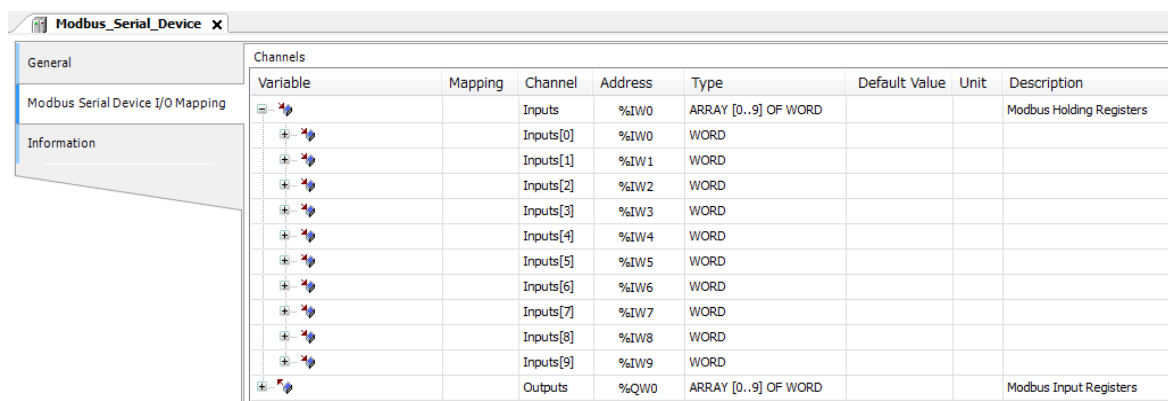 Modbus_Serial_Device X
General
Modbus Serial Device I/O Mapping
Information
Channels
Variable Mapping Channel Address Type Default Value Unit Description
Inputs %IW0 ARRAY [0..9] OF WORD Modbus Holding Registers
Inputs[0] %IW0 WORD
Inputs[1] %IW1 WORD
Inputs[2] %IW2 WORD
Inputs[3] %IW3 WORD
Inputs[4] %IW4 WORD
Inputs[5] %IW5 WORD
Inputs[6] %IW6 WORD
Inputs[7] %IW7 WORD
Inputs[8] %IW8 WORD
Inputs[9] %IW9 WORD
Outputs %QW0 ARRAY [0..9] OF WORD Modbus Input Registers